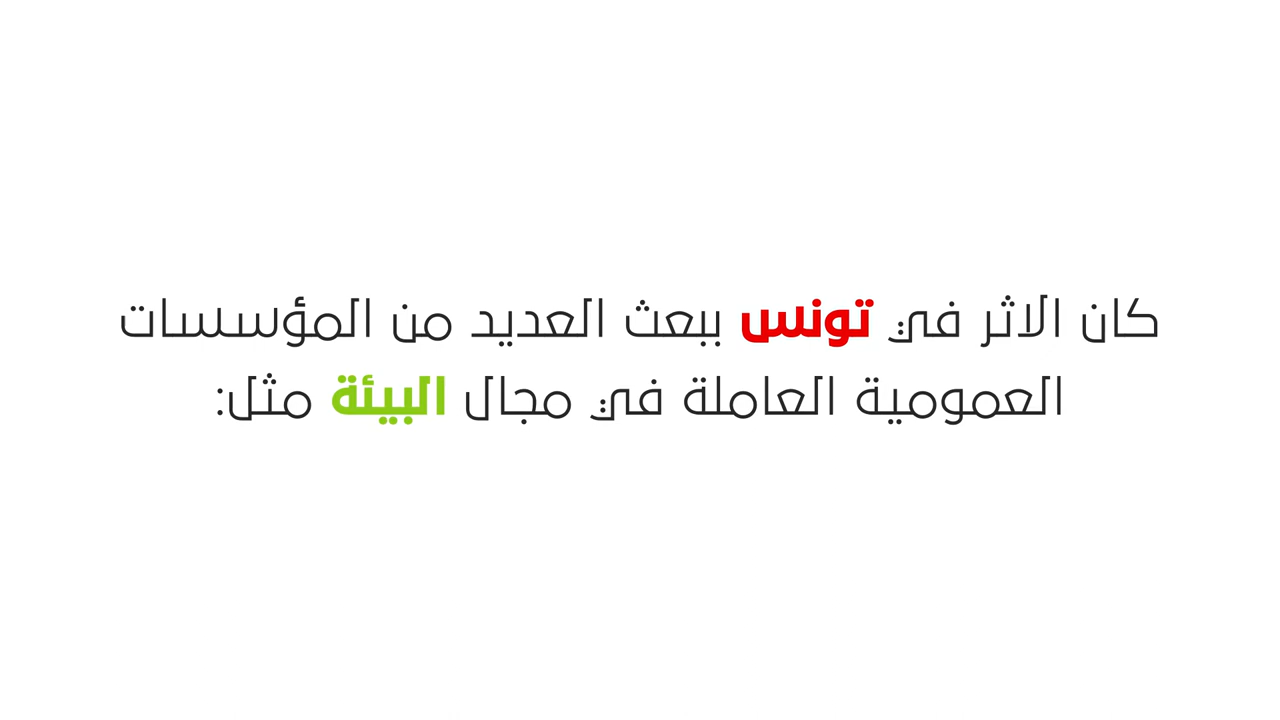 كان الاثر في تونس ببعث العديد من المؤسسات
العمومية العاملة في مجال البيئة مثل: